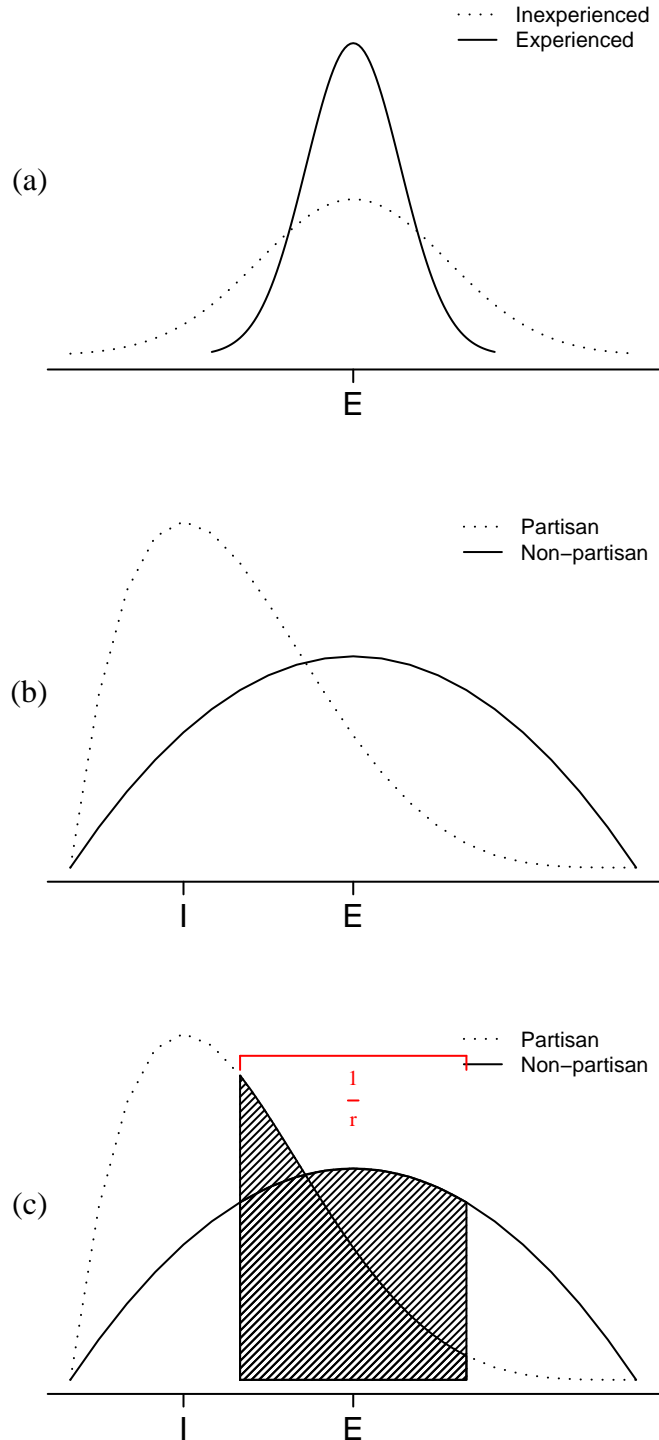 Inexperienced
Experienced
(a)
E
Partisan
Non−partisan
(b)
I
E
Partisan
Non−partisan
1
r
(c)
I
E